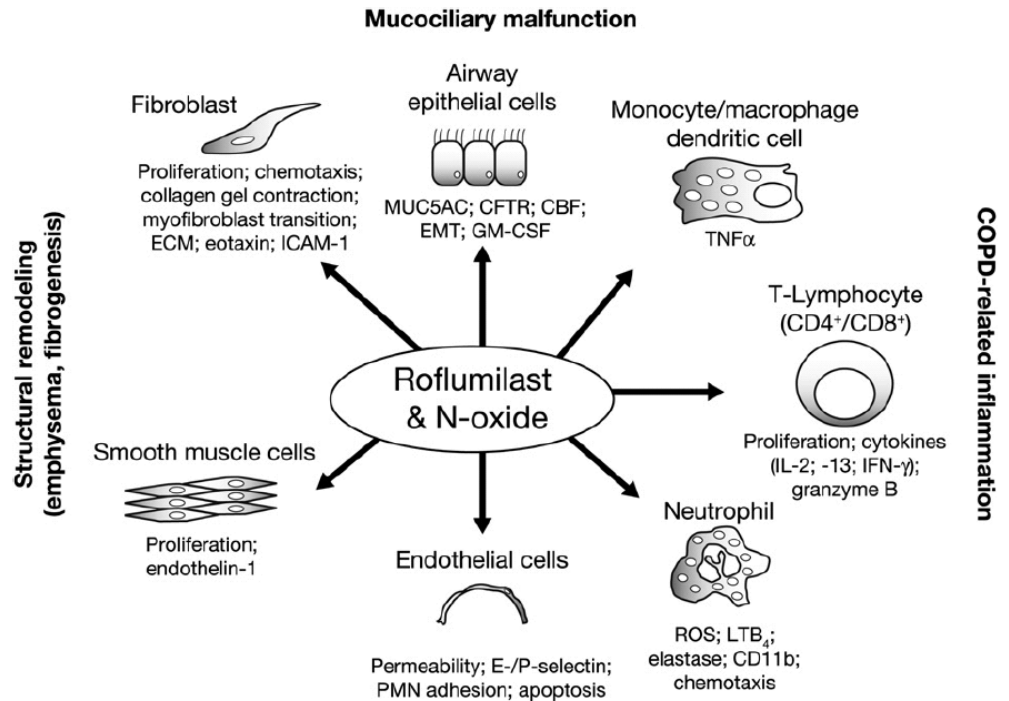 Mucociliary malfunction
Fibroblast
Proliferation; chemotaxis;
collagen gel contraction;
myofibroblast transition;
ECM; eotaxin; ICAM-1
Airway
epithelial cells
MUC5AC; CFTR; CBF;
EMT; GM-CSF
Monocyte/macrophage
dendritic cell
TNFα
Structural remodeling
(emphysema, fibrogenesis)
COPD-related inflammation
T-Lymphocyte
(CD4⁺/CD8⁺)
Proliferation; cytokines
(IL-2; -13; IFN-γ);
granzyme B
Roflumilast
& N-oxide
Smooth muscle cells
Proliferation;
endothelin-1
Endothelial cells
Permeability; E-/P-selectin;
PMN adhesion; apoptosis
Neutrophil
ROS; LTB₄;
elastase; CD11b;
chemotaxis